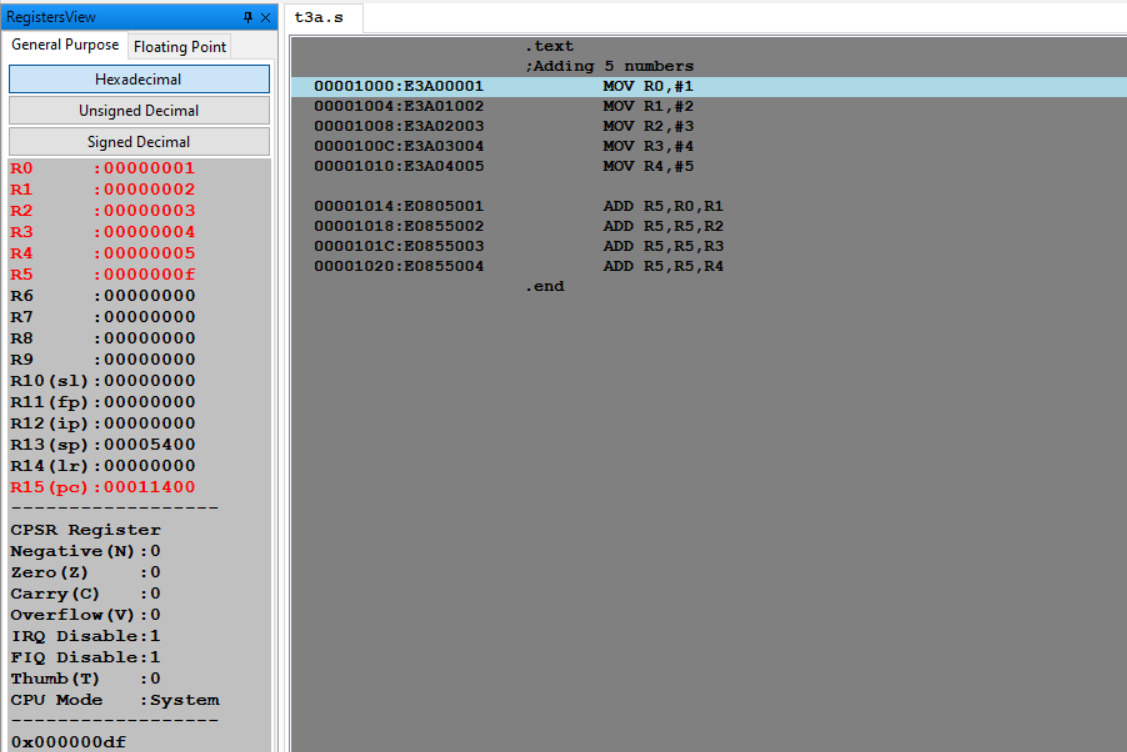 RegistersView
General Purpose Floating Point
Hexadecimal
Unsigned Decimal
Signed Decimal
R0 :00000001
R1 :00000002
R2 :00000003
R3 :00000004
R4 :00000005
R5 :0000000f
R6 :00000000
R7 :00000000
R8 :00000000
R9 :00000000
R10(sl):00000000
R11(fp):00000000
R12(ip):00000000
R13(sp):00005400
R14(lr):00000000
R15(pc):00011400
-------------------
CPSR Register
Negative(N):0
Zero(Z) :0
Carry(C) :0
Overflow(V):0
IRQ Disable:1
FIQ Disable:1
Thumb(T) :0
CPU Mode :System
-------------------
0x000000df
t3a.s
.text
;Adding 5 numbers
00001000:E3A00001 MOV R0,#1
00001004:E3A01002 MOV R1,#2
00001008:E3A02003 MOV R2,#3
0000100C:E3A03004 MOV R3,#4
00001010:E3A04005 MOV R4,#5
00001014:E0805001 ADD R5,R0,R1
00001018:E0855002 ADD R5,R5,R2
0000101C:E0855003 ADD R5,R5,R3
00001020:E0855004 ADD R5,R5,R4
.end